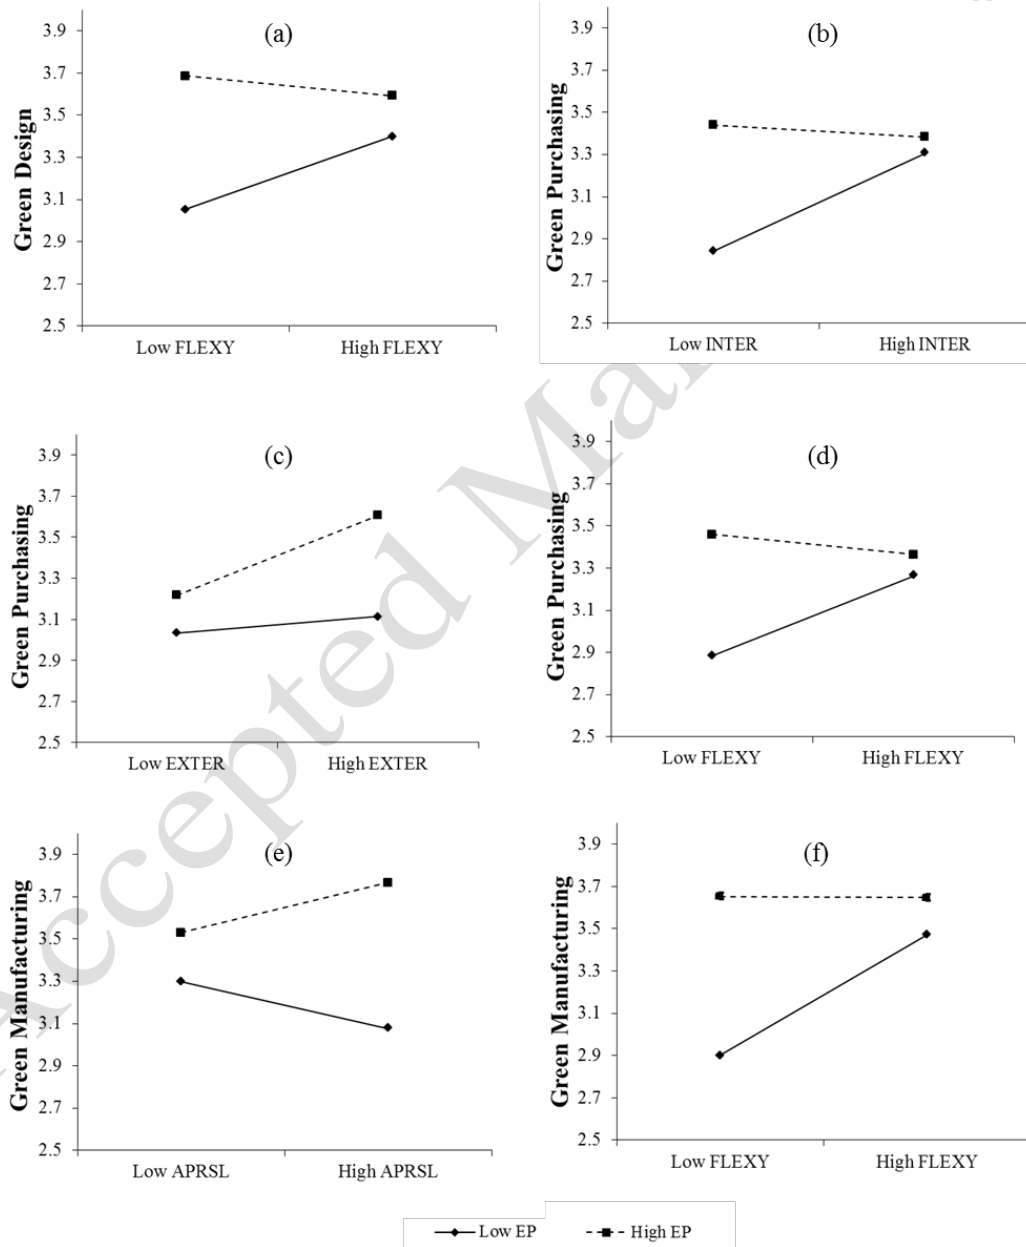 (a)
Green Design
3.9
3.7
3.5
3.3
3.1
2.9
2.7
2.5
Low FLEXY High FLEXY
(b)
Green Purchasing
3.9
3.7
3.5
3.3
3.1
2.9
2.7
2.5
Low INTER High INTER
(c)
Green Purchasing
3.9
3.7
3.5
3.3
3.1
2.9
2.7
2.5
Low EXTER High EXTER
(d)
Green Purchasing
3.9
3.7
3.5
3.3
3.1
2.9
2.7
2.5
Low FLEXY High FLEXY
(e)
Green Manufacturing
3.9
3.7
3.5
3.3
3.1
2.9
2.7
2.5
Low APRSL High APRSL
(f)
Green Manufacturing
3.9
3.7
3.5
3.3
3.1
2.9
2.7
2.5
Low FLEXY High FLEXY
Low EP High EP
Accepted